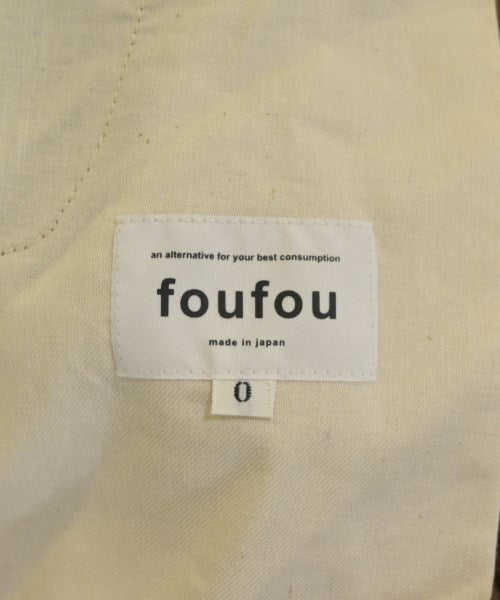 an alternative for your best consumption
foufou
made in japan
0